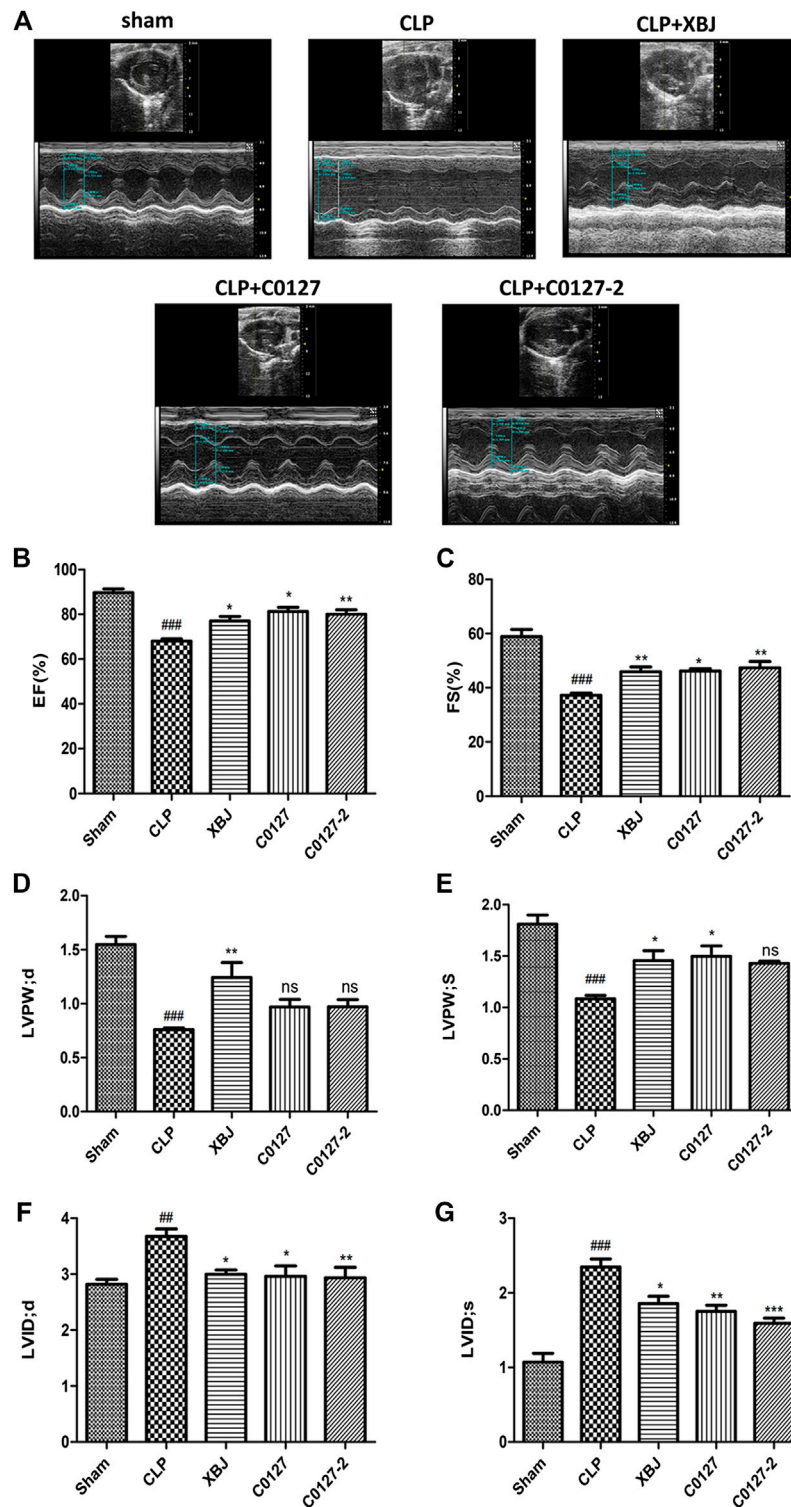 A
sham
CLP
CLP+XBJ
CLP+C0127
CLP+C0127-2
B
EF(%)
100
80
60
40
20
0
###
*
*
**
Sham
CLP
XBJ
C0127
C0127-2
C
FS(%)
80
60
40
20
0
###
**
*
**
Sham
CLP
XBJ
C0127
C0127-2
D
LVPW;d
2.0
1.5
1.0
0.5
0.0
###
**
ns
ns
Sham
CLP
XBJ
C0127
C0127-2
E
LVPW;S
2.0
1.5
1.0
0.5
0.0
###
*
*
ns
Sham
CLP
XBJ
C0127
C0127-2
F
LVID;d
4
3
2
1
0
##
*
*
**
Sham
CLP
XBJ
C0127
C0127-2
G
LVID;s
3
2
1
0
###
*
**
***
Sham
CLP
XBJ
C0127
C0127-2